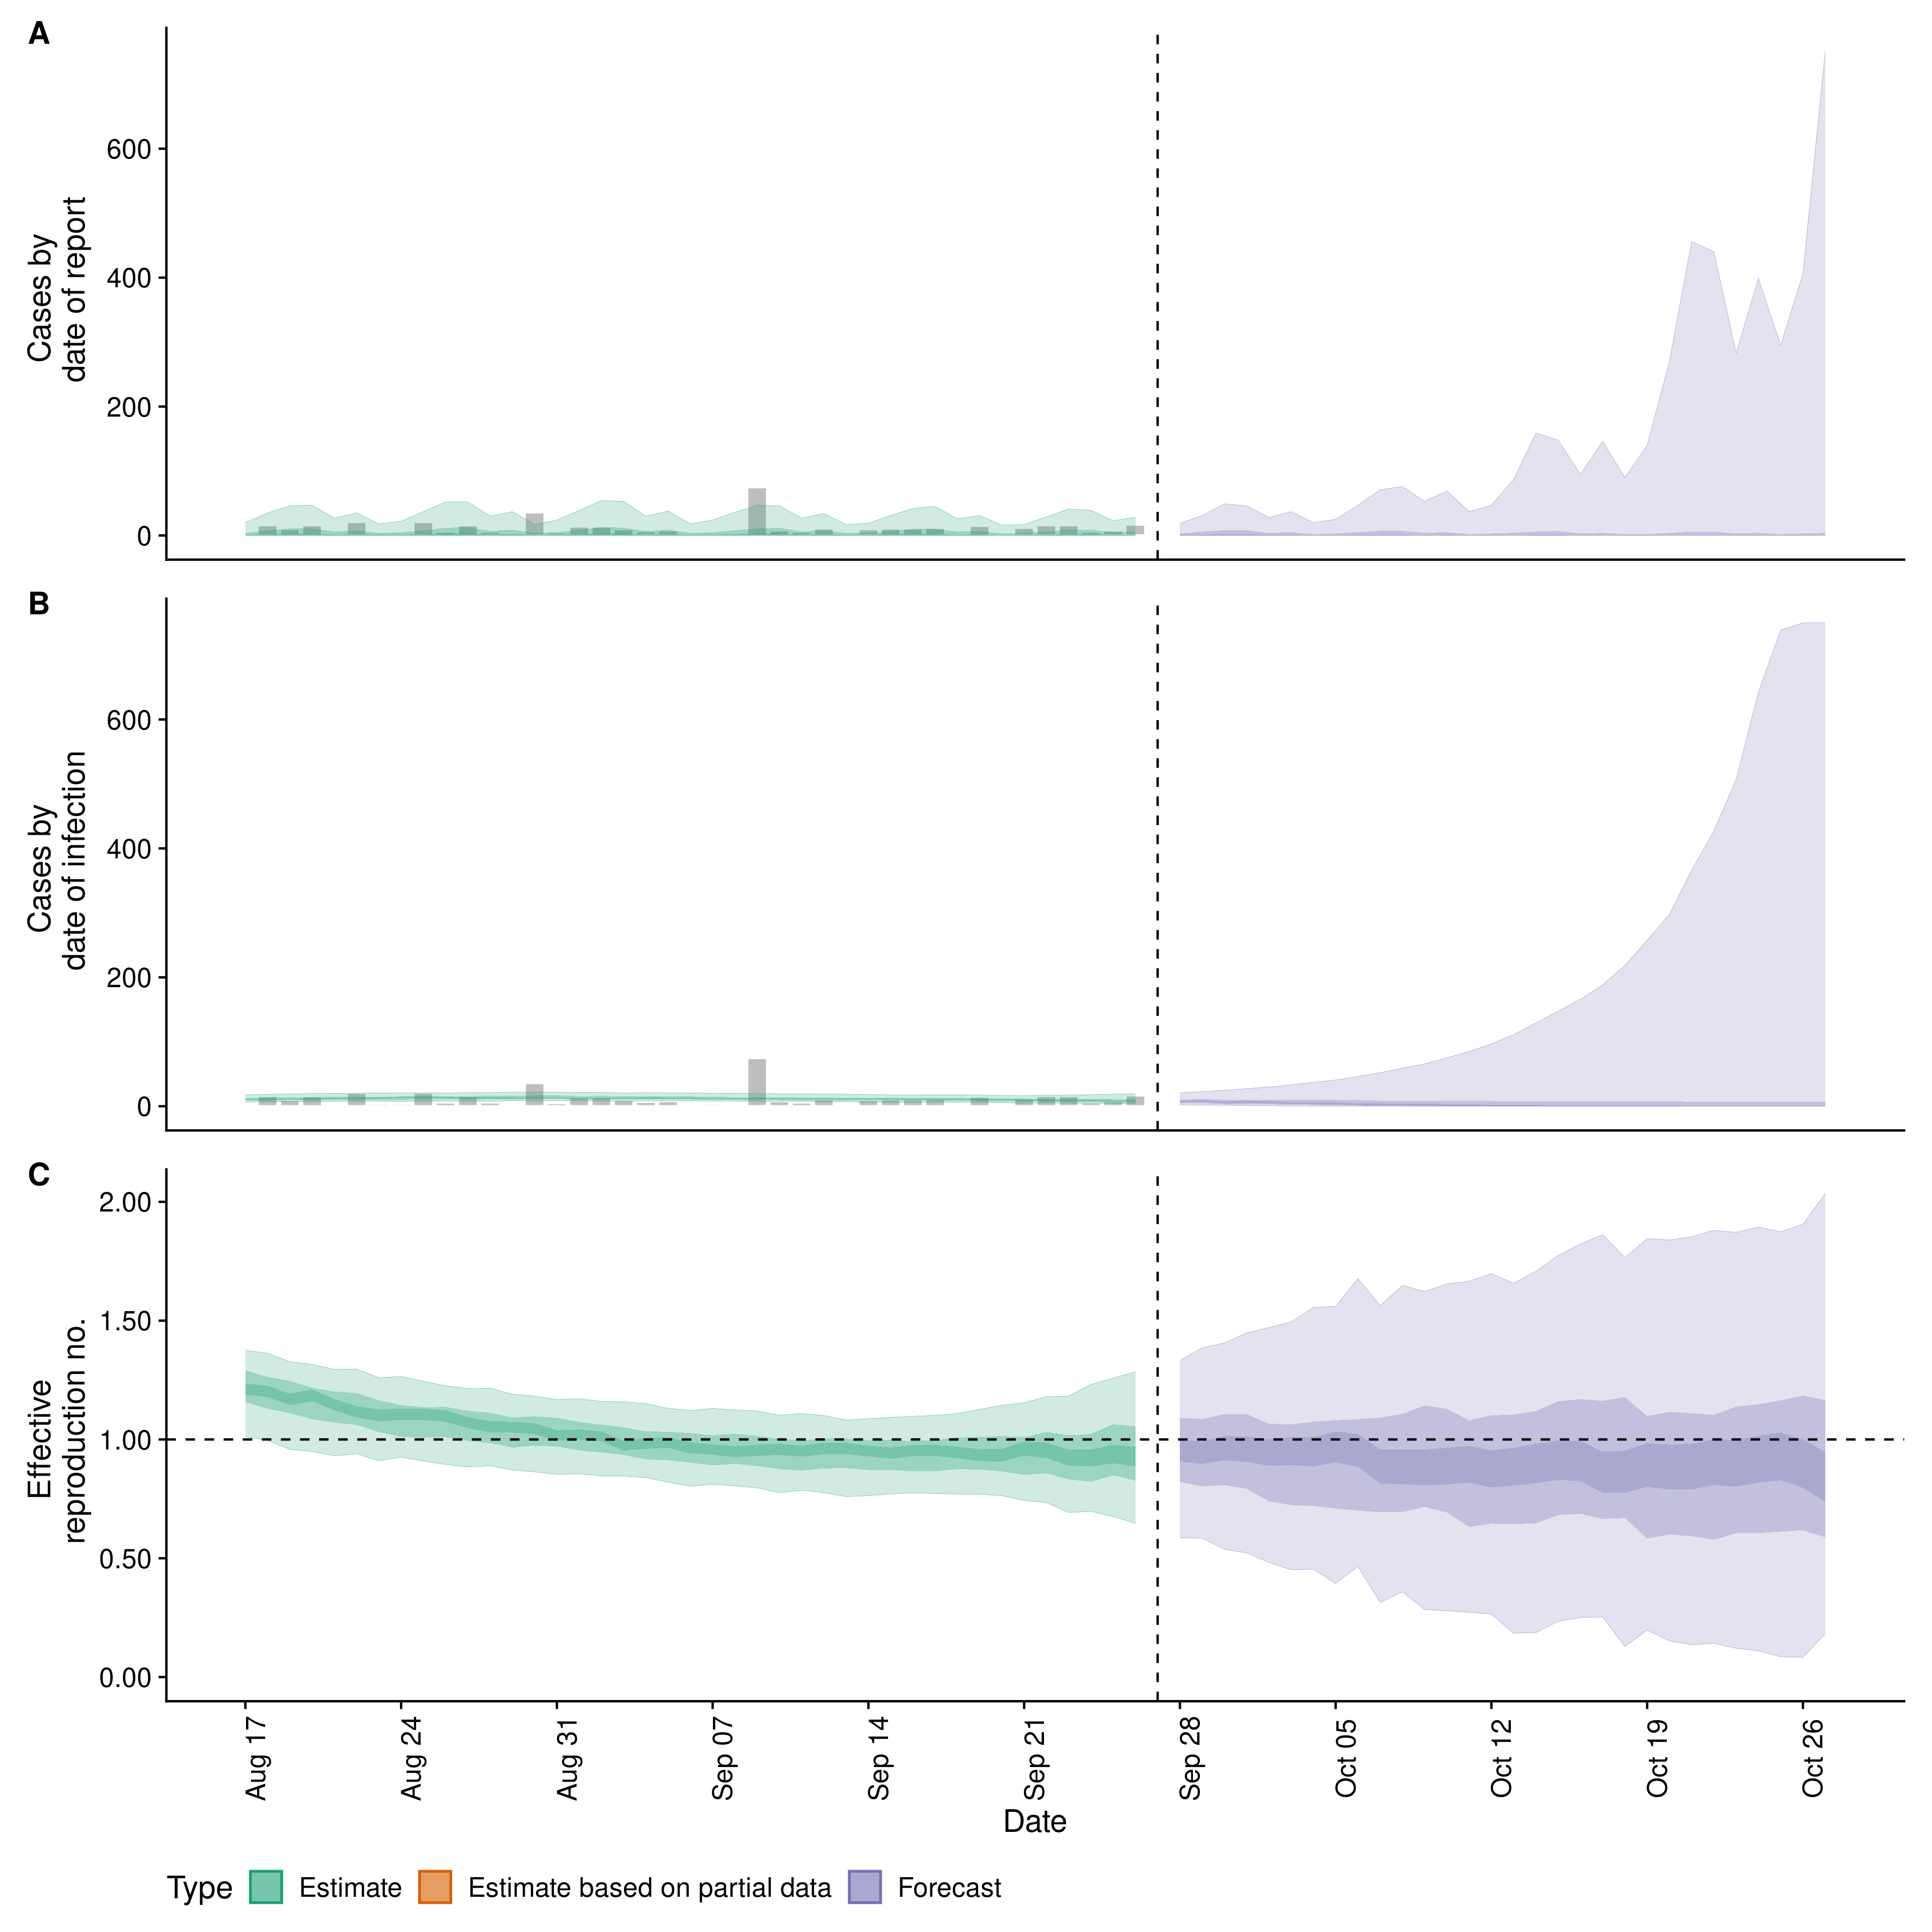 A
600
400
200
0
Cases by
date of report
B
600
400
200
0
Cases by
date of infection
C
2.00
1.50
1.00
0.50
0.00
Effective
reproduction no.
Aug 17
Aug 24
Aug 31
Sep 07
Sep 14
Sep 21
Sep 28
Oct 05
Oct 12
Oct 19
Oct 26
Date
Type Estimate Estimate based on partial data Forecast